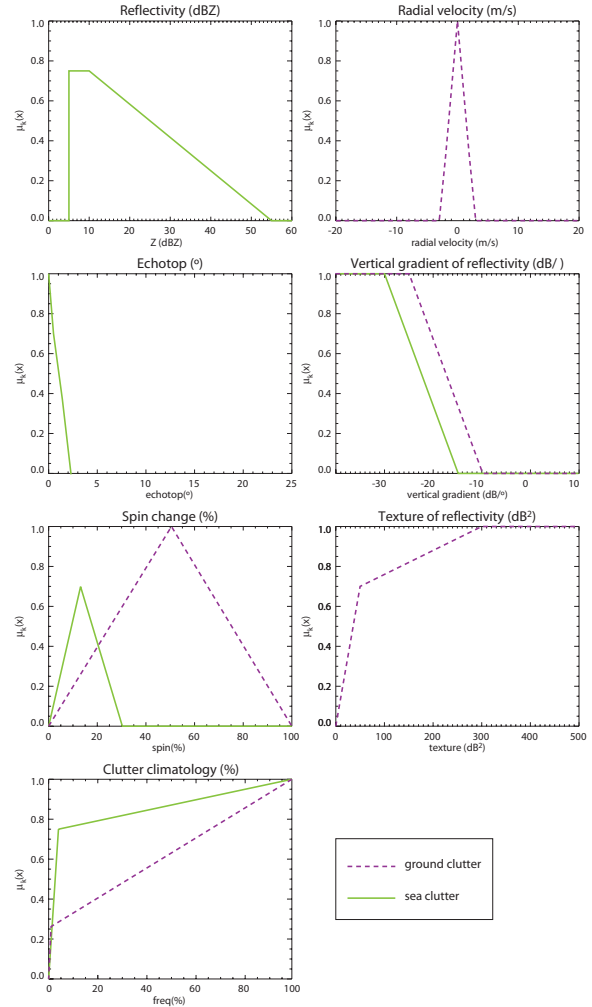 Reflectivity (dBZ)
μk(x)
1.0
0.8
0.6
0.4
0.2
0.0
0 10 20 30 40 50 60
Z (dBZ)
Radial velocity (m/s)
μk(x)
1.0
0.8
0.6
0.4
0.2
0.0
-20 -10 0 10 20
radial velocity (m/s)
Echotop (º)
μk(x)
1.0
0.8
0.6
0.4
0.2
0.0
0 5 10 15 20 25
echotop(º)
Vertical gradient of reflectivity (dB/ )
μk(x)
1.0
0.8
0.6
0.4
0.2
0.0
-30 -20 -10 0 10
vertical gradient (dB/º)
Spin change (%)
μk(x)
1.0
0.8
0.6
0.4
0.2
0.0
0 20 40 60 80 100
spin(%)
Texture of reflectivity (dB²)
μk(x)
1.0
0.8
0.6
0.4
0.2
0.0
0 100 200 300 400 500
texture (dB²)
Clutter climatology (%)
μk(x)
1.0
0.8
0.6
0.4
0.2
0.0
0 20 40 60 80 100
freq(%)
ground clutter
sea clutter